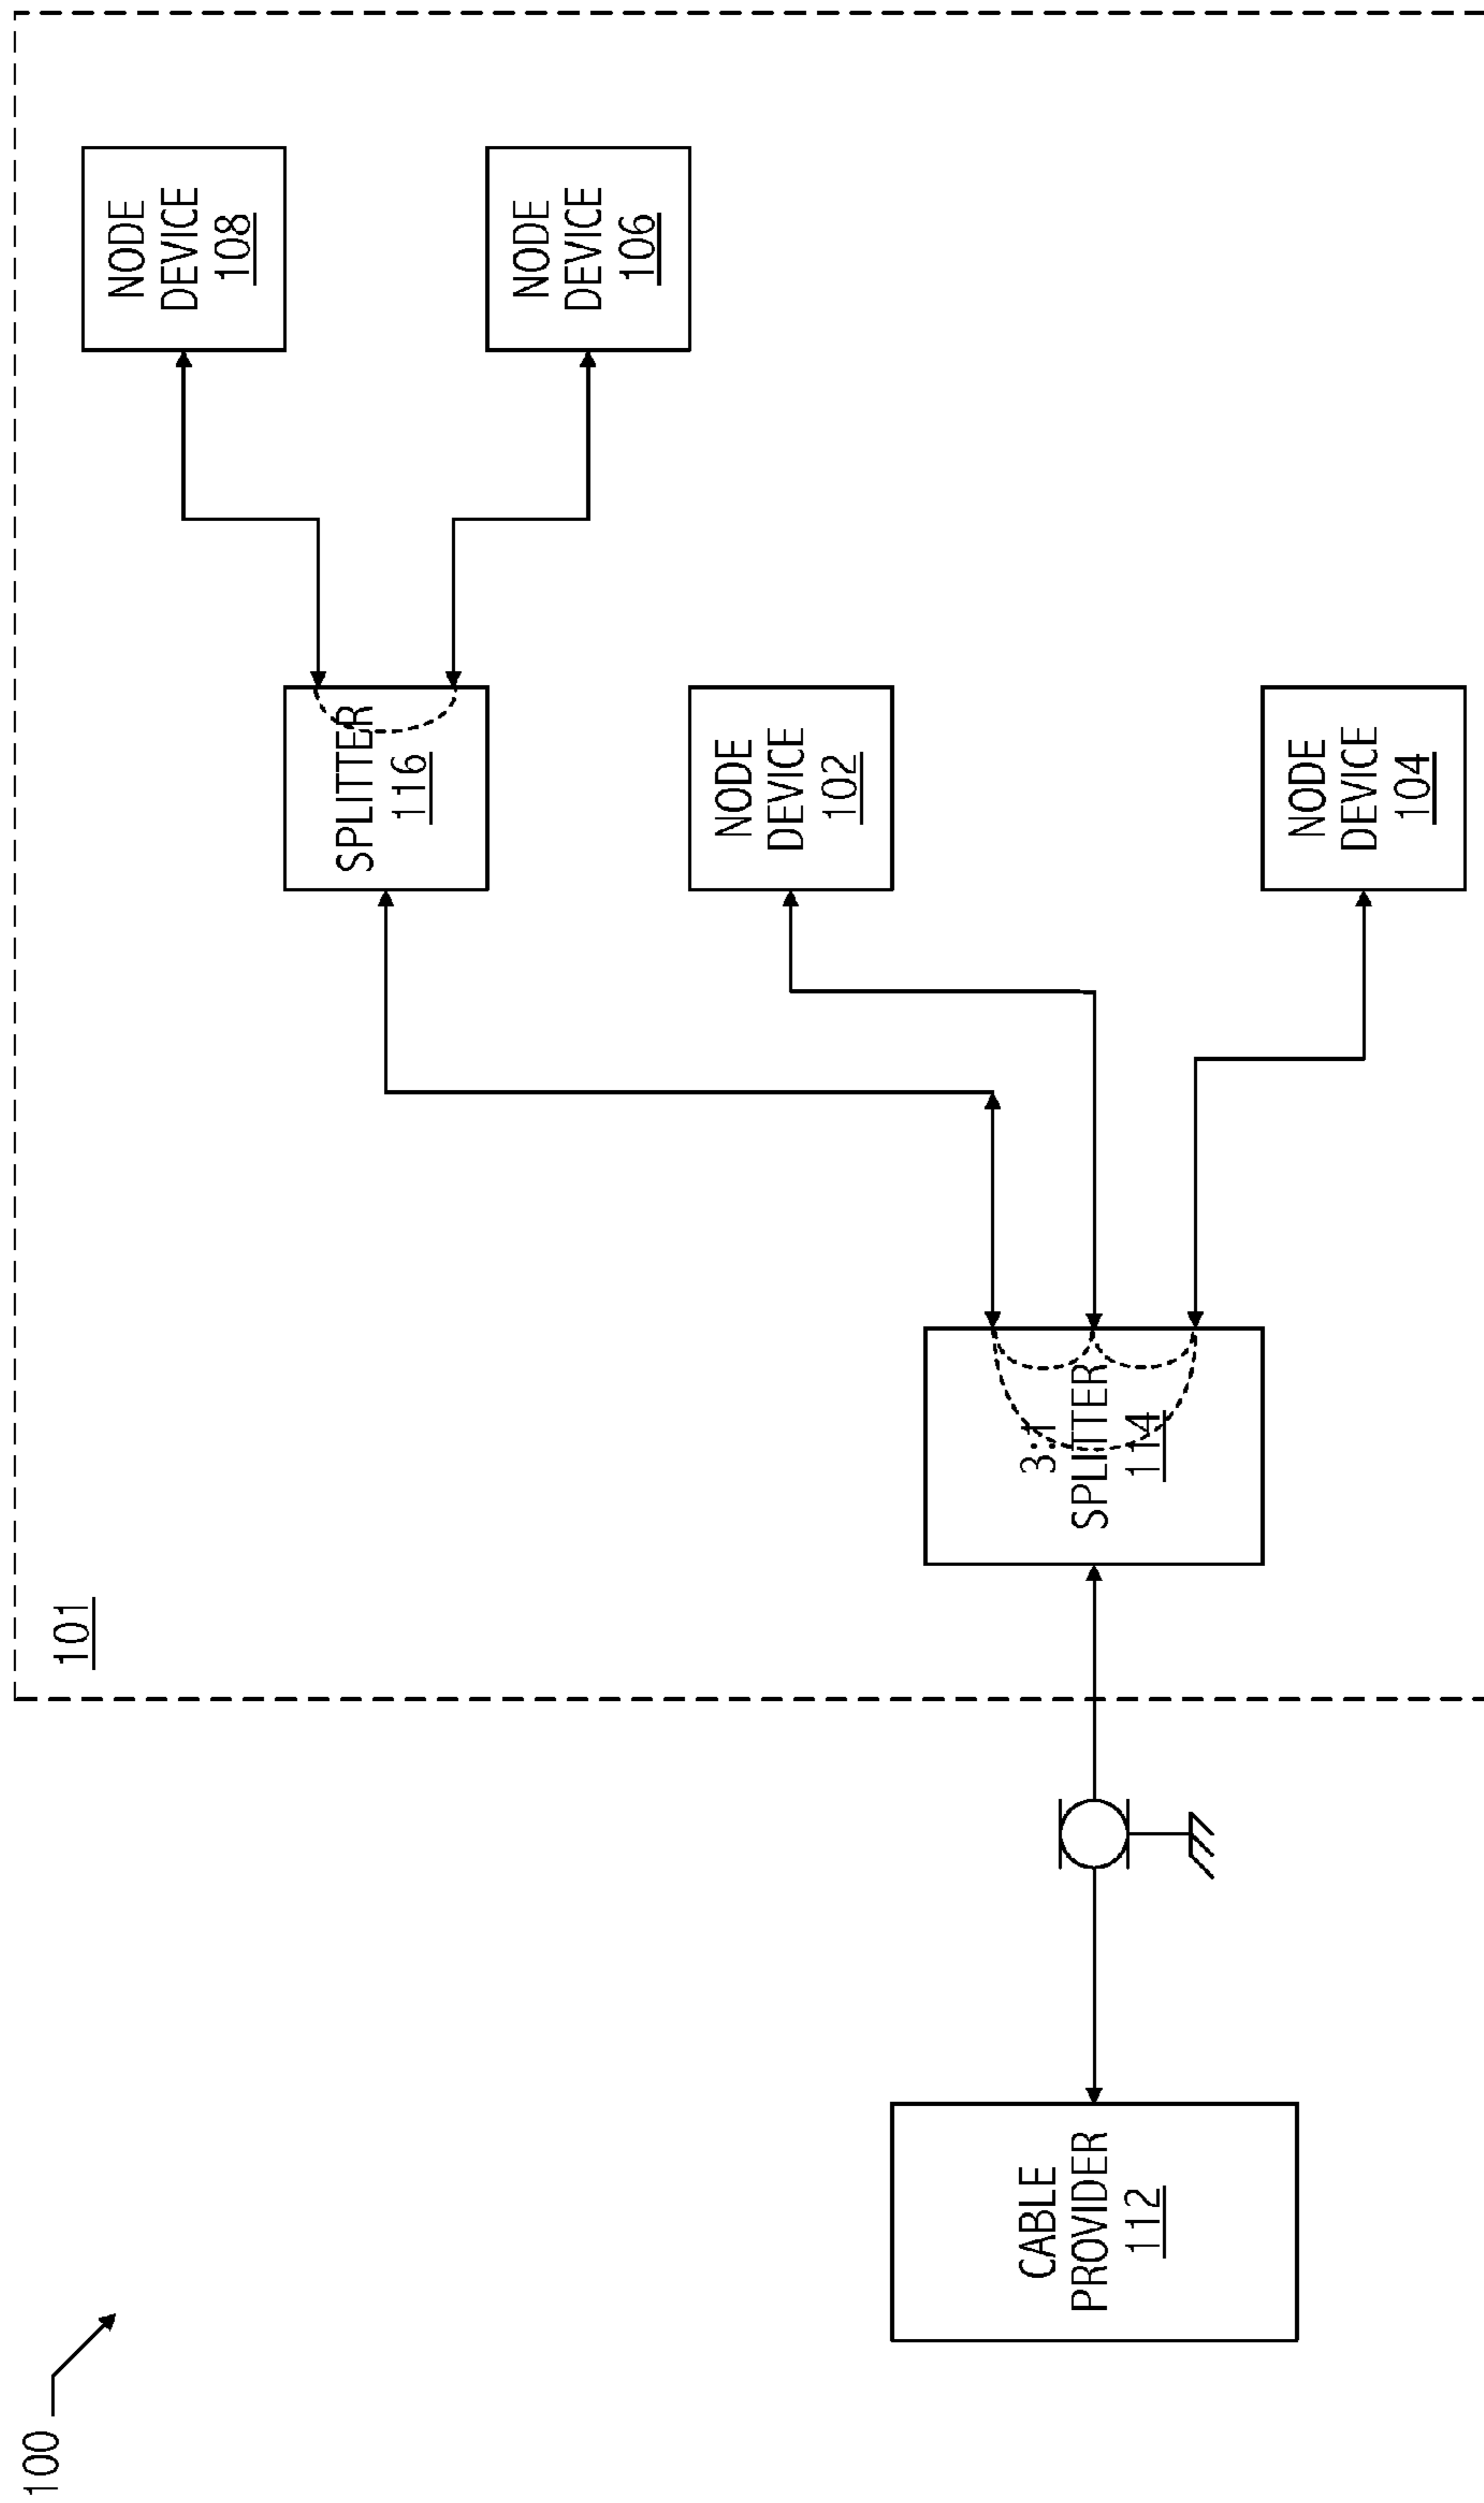 100
101
CABLE
PROVIDER
112
3:1
SPLITTER
114
SPLITTER
116
NODE
DEVICE
108
NODE
DEVICE
106
NODE
DEVICE
102
NODE
DEVICE
104